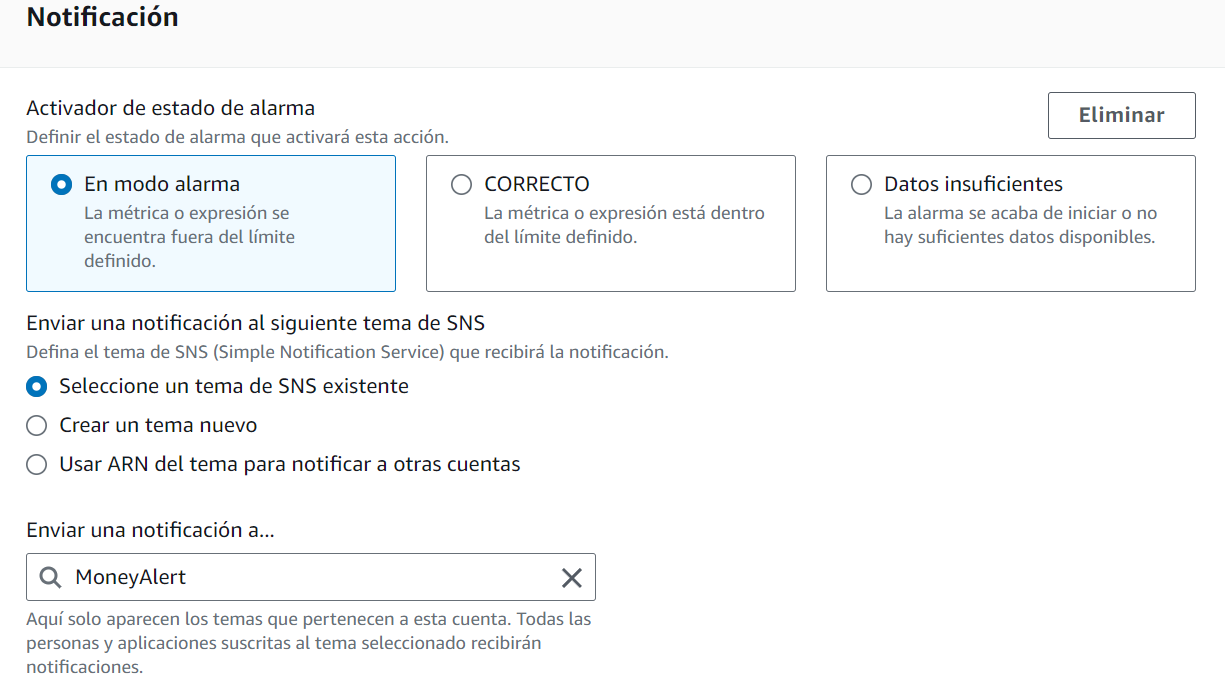 Notificación
Activador de estado de alarma
Eliminar
Definir el estado de alarma que activará esta acción.
En modo alarma
La métrica o expresión se
encuentra fuera del límite
definido.
CORRECTO
La métrica o expresión está dentro
del límite definido.
Datos insuficientes
La alarma se acaba de iniciar o no
hay suficientes datos disponibles.
Enviar una notificación al siguiente tema de SNS
Defina el tema de SNS (Simple Notification Service) que recibirá la notificación.
Seleccione un tema de SNS existente
Crear un tema nuevo
Usar ARN del tema para notificar a otras cuentas
Enviar una notificación a...
MoneyAlert
Aquí solo aparecen los temas que pertenecen a esta cuenta. Todas las
personas y aplicaciones suscritas al tema seleccionado recibirán
notificaciones.